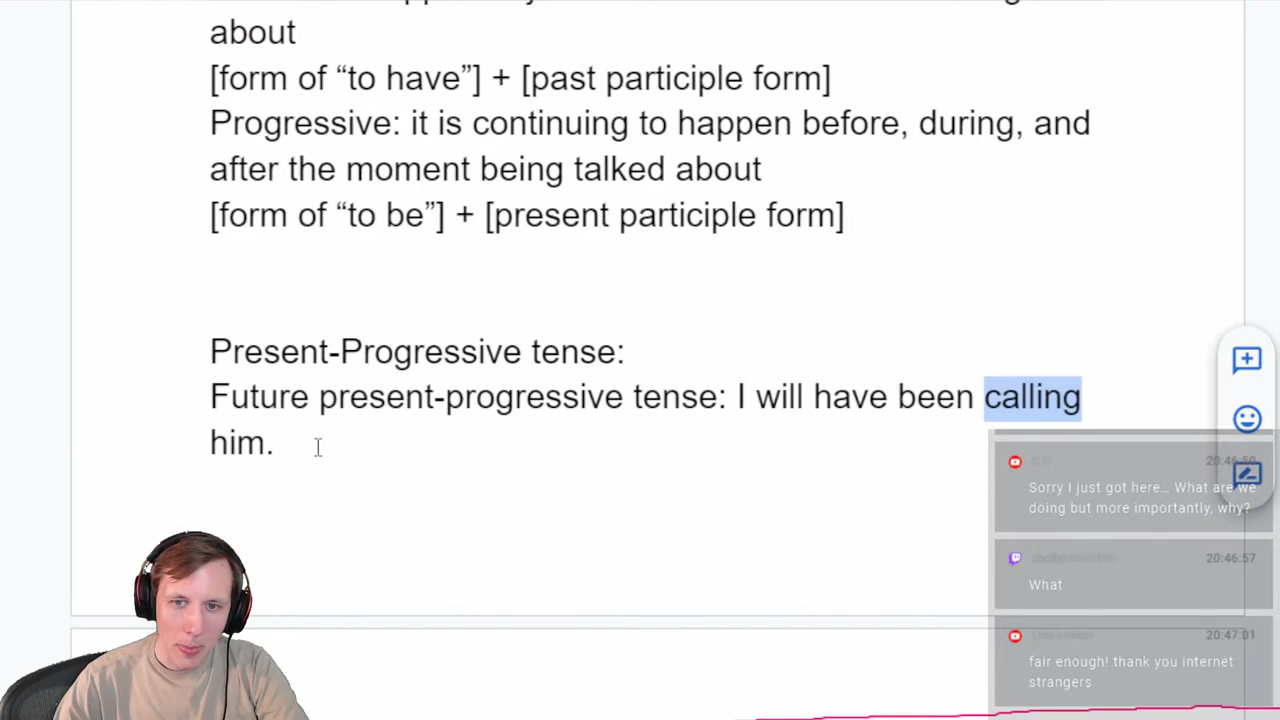 about
[form of “to have”] + [past participle form]
Progressive: it is continuing to happen before, during, and
after the moment being talked about
[form of “to be”] + [present participle form]
Present-Progressive tense:
Future present-progressive tense: I will have been calling
him.
20:46:50
Sorry I just got here… What are we
doing but more importantly, why?
20:46:57
What
20:47:01
fair enough! thank you internet
strangers